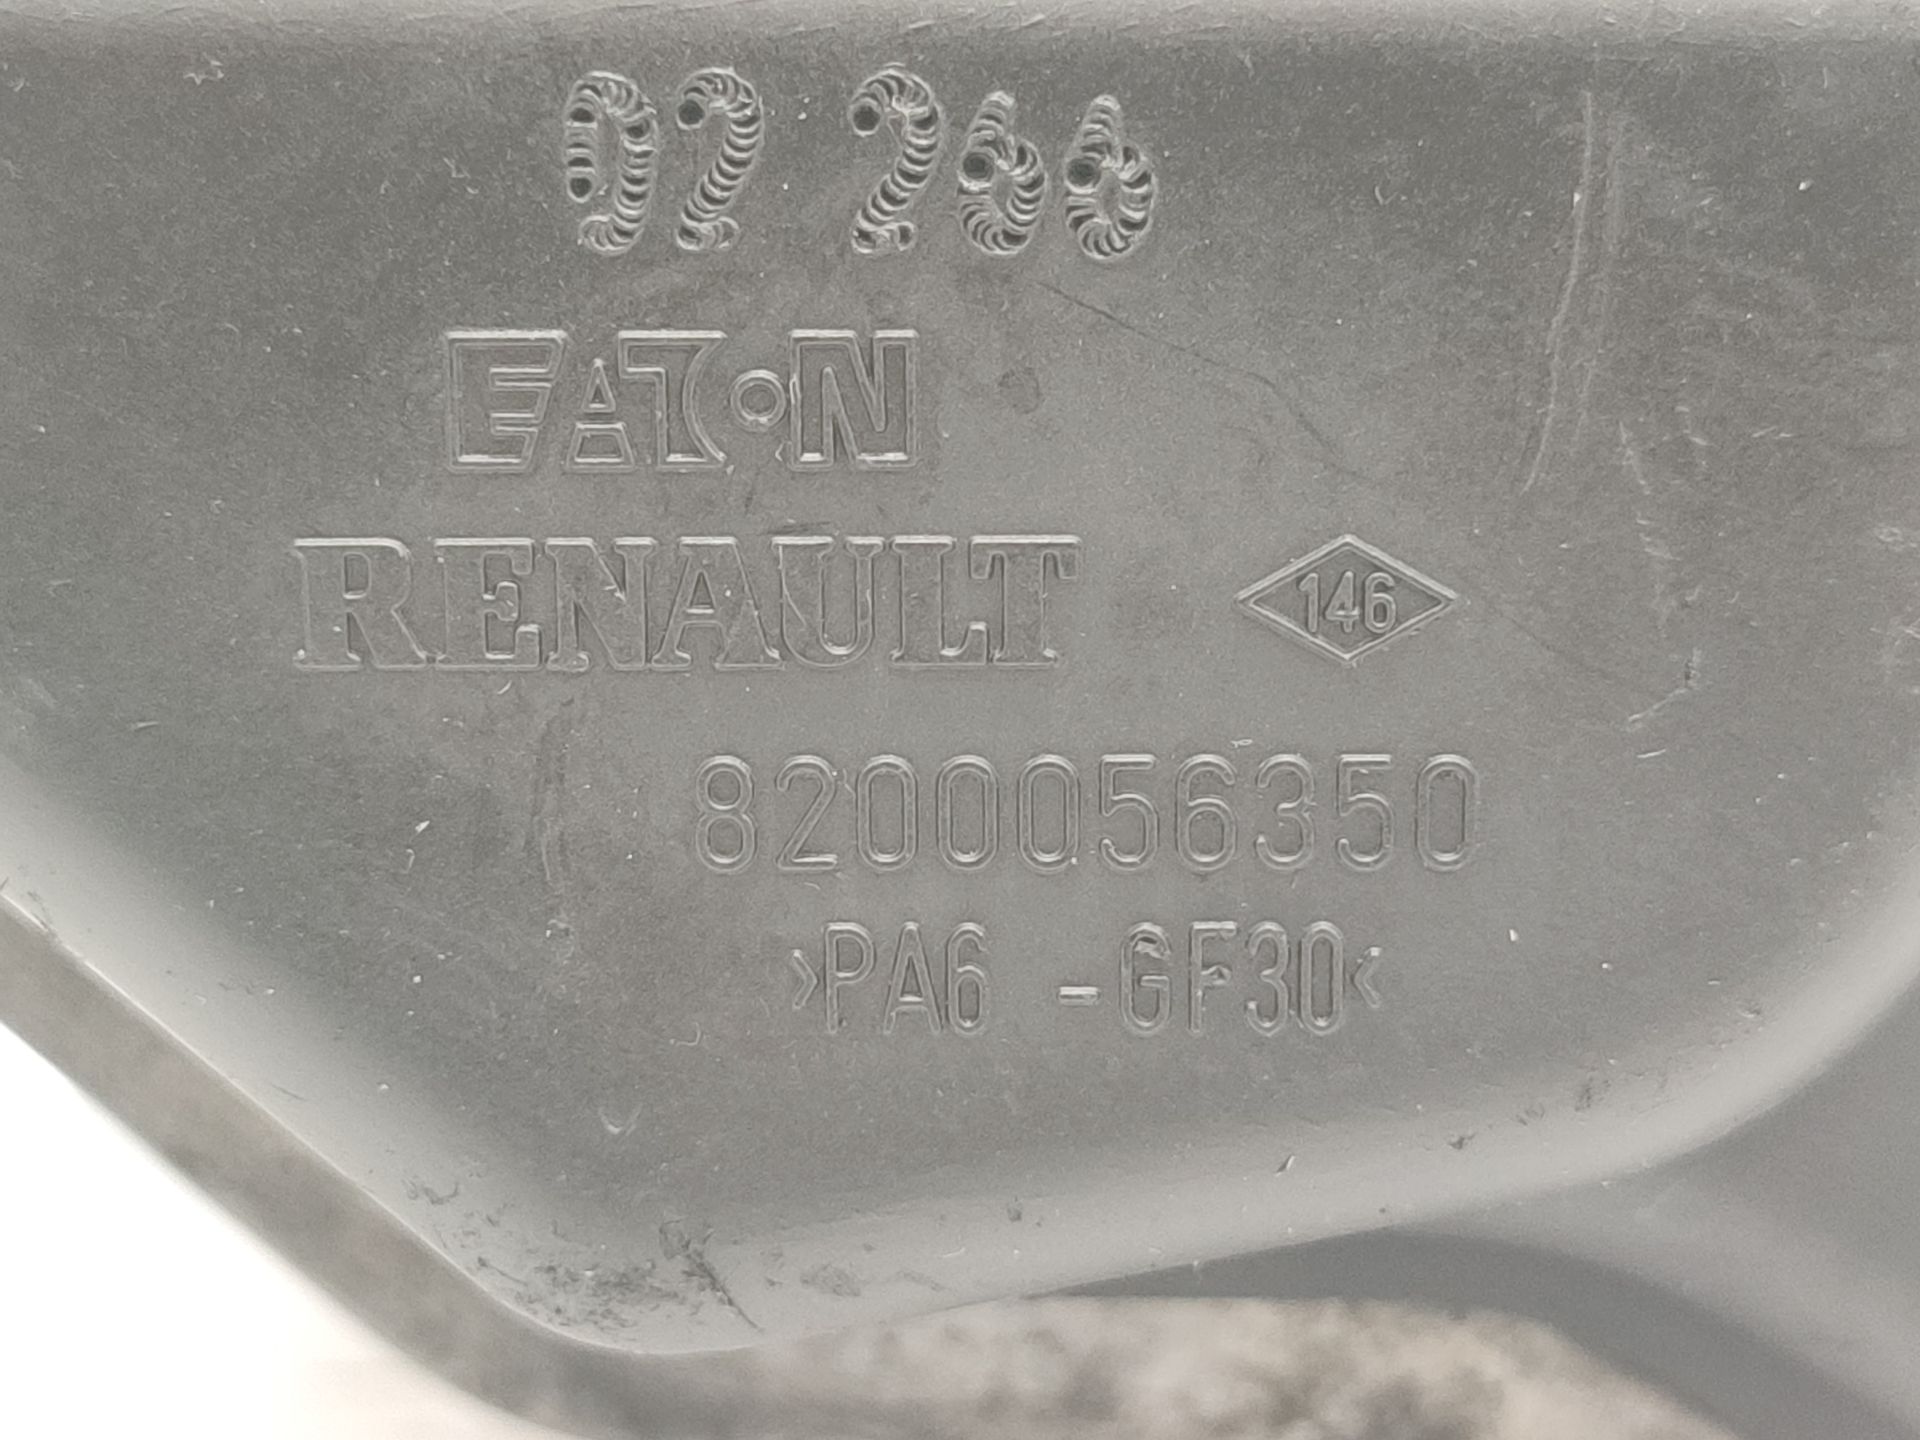 02 266
EATON
RENAULT 146
8200056350
>PA6 -GF30<